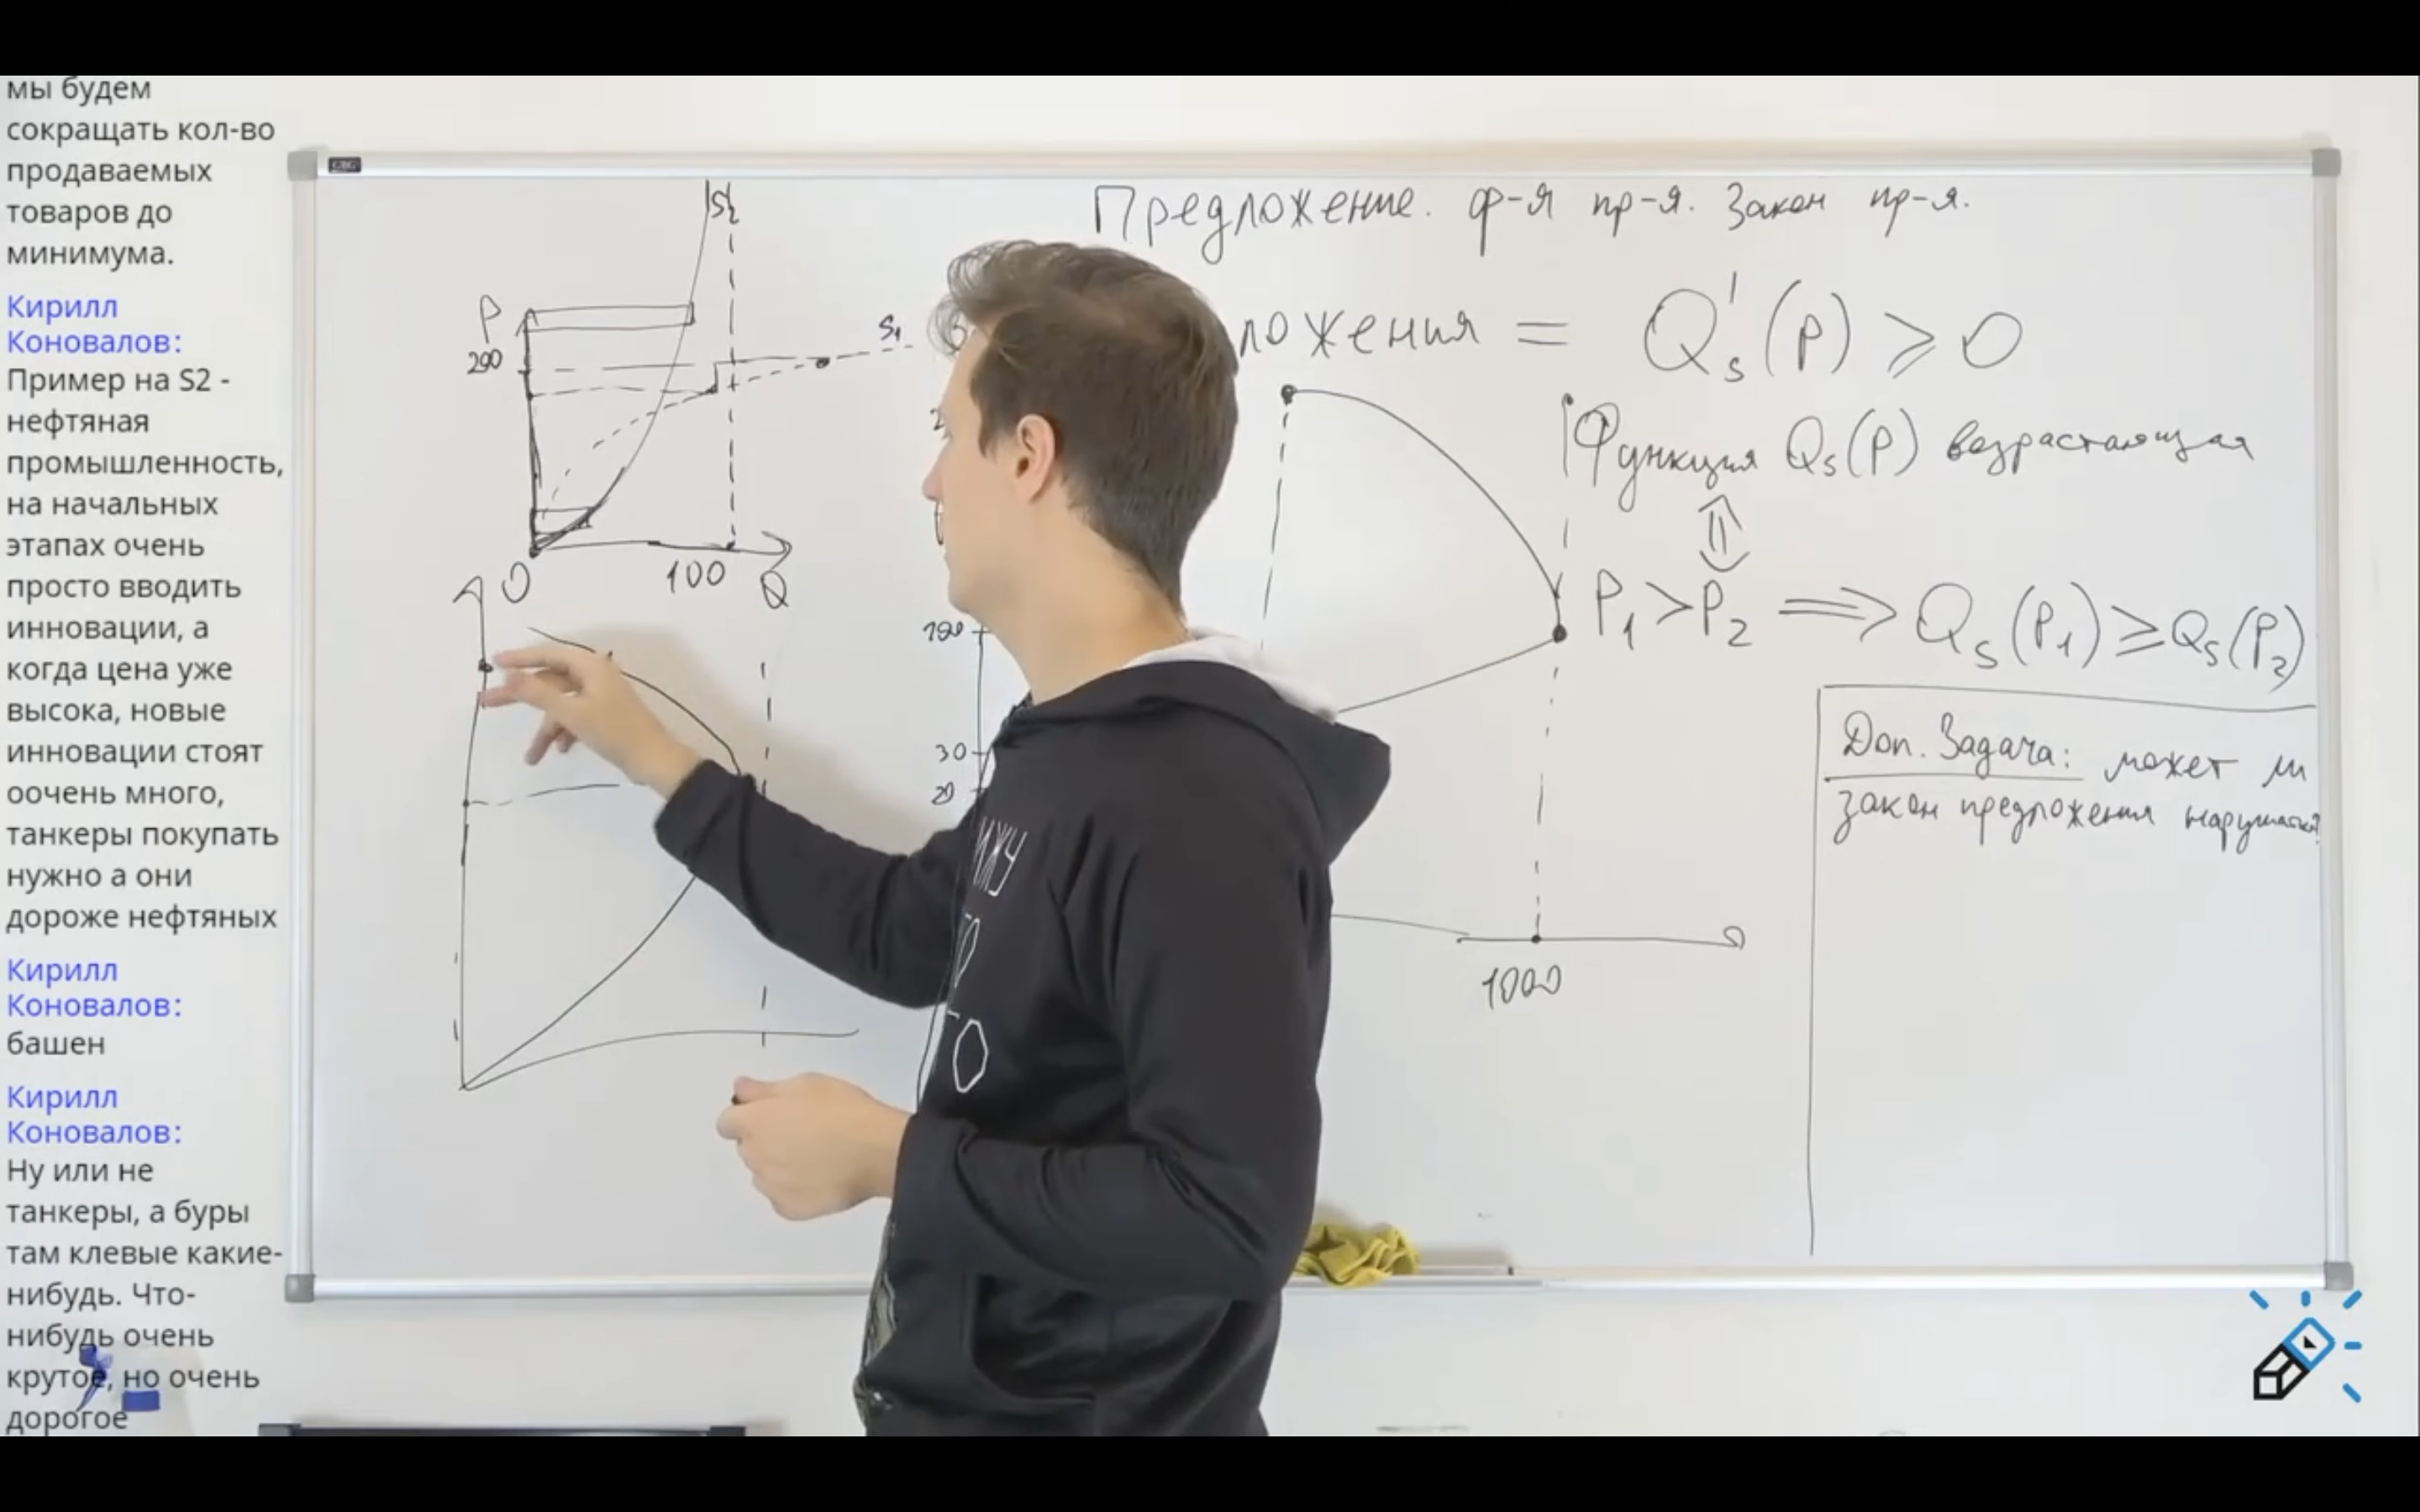 мы будем
сокращать кол-во
продаваемых
товаров до
минимума.
Кирилл
Коновалов:
Пример на S2 -
нефтяная
промышленность,
на начальных
этапах очень
просто вводить
инновации, а
когда цена уже
высока, новые
инновации стоят
оочень много,
танкеры покупать
нужно а они
дороже нефтяных
Кирилл
Коновалов:
башен
Кирилл
Коновалов:
Ну или не
танкеры, а буры
там клевые какие-
нибудь. Что-
нибудь очень
крутое, но очень
дорогое
S2
P
290
S1
0
100
Q
Предложение. ф-я пр-я. Закон пр-я.
ложения = Q's(P) ⩾ 0
Функция Qs(P) возрастающая
⇕
P1 > P2 ⟹ Qs(P1) ⩾ Qs(P2)
30
20
1000
Доп. Задача: может ли
закон предложения нарушаться?